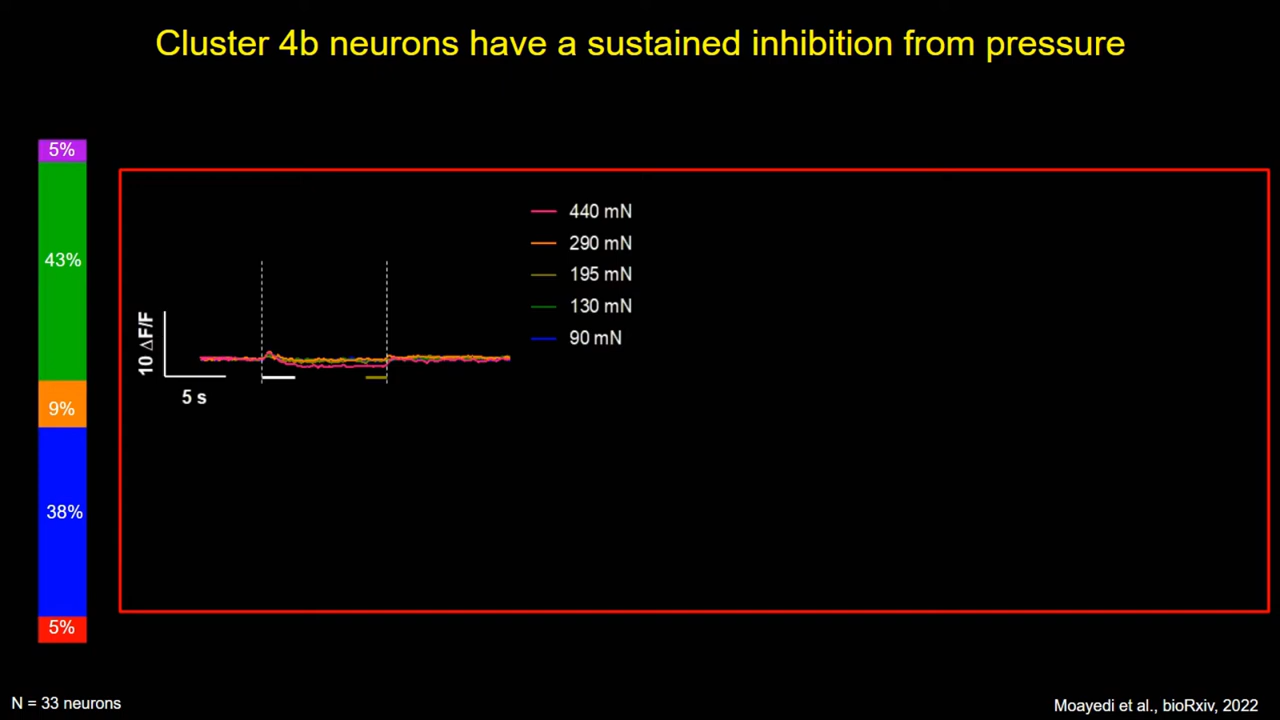 Cluster 4b neurons have a sustained inhibition from pressure
5%
43%
9%
38%
5%
10 ΔF/F
5 s
440 mN
290 mN
195 mN
130 mN
90 mN
N = 33 neurons
Moayedi et al., bioRxiv, 2022